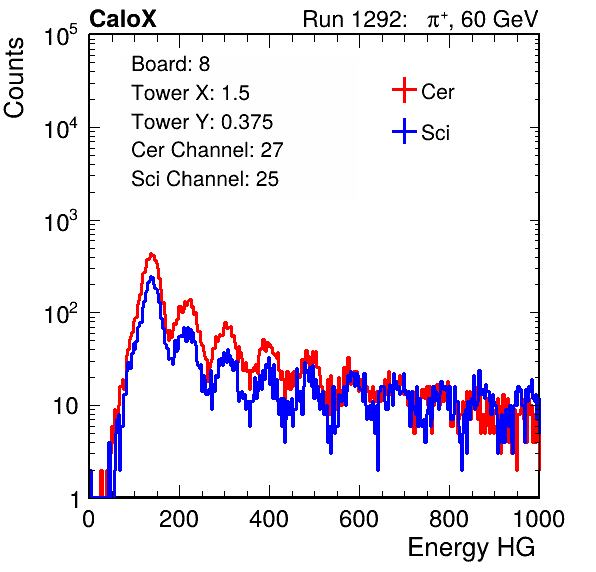 CaloX Run 1292: π⁺, 60 GeV
Counts
Board: 8
Tower X: 1.5
Tower Y: 0.375
Cer Channel: 27
Sci Channel: 25
Cer
Sci
10⁵
10⁴
10³
10²
10
1
0 200 400 600 800 1000
Energy HG